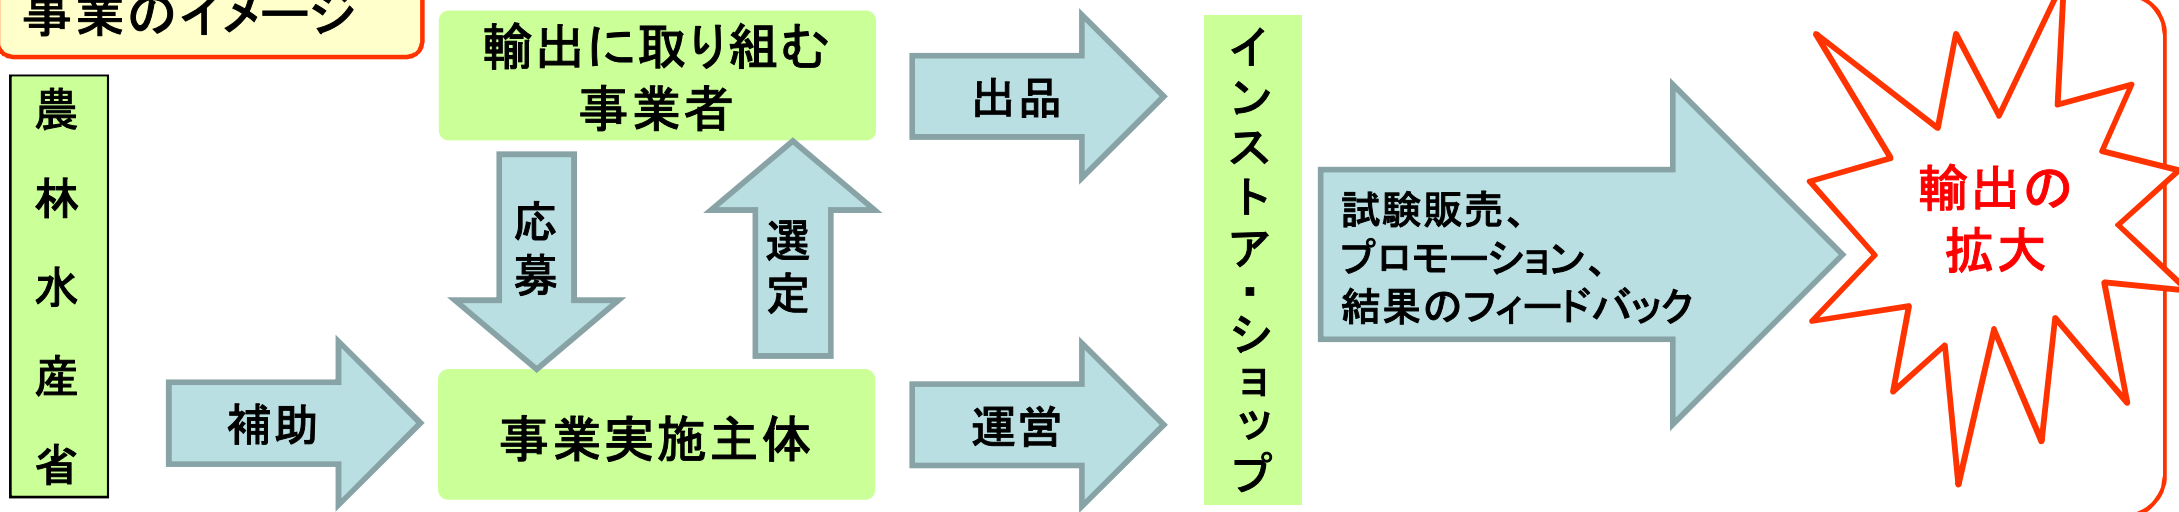 事業のイメージ
農林水産省
補助
輸出に取り組む
事業者
応募
選定
事業実施主体
出品
運営
インストア・ショップ
試験販売、
プロモーション、
結果のフィードバック
輸出の
拡大